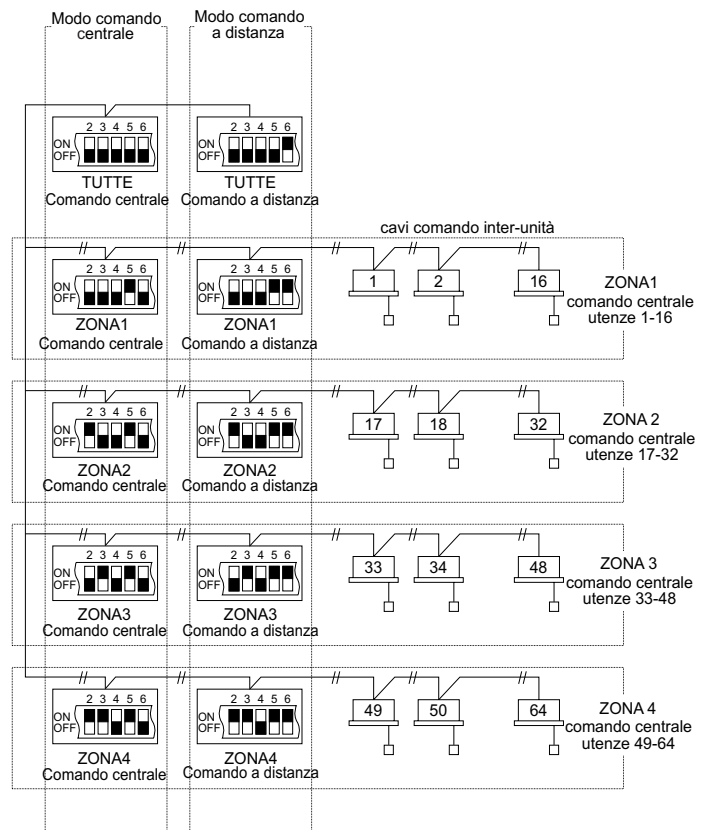 Modo comando
centrale
Modo comando
a distanza
2 3 4 5 6
ON
OFF
TUTTE
Comando centrale
2 3 4 5 6
ON
OFF
TUTTE
Comando a distanza
cavi comando inter-unità
2 3 4 5 6
ON
OFF
ZONA1
Comando centrale
2 3 4 5 6
ON
OFF
ZONA1
Comando a distanza
1
2
16
ZONA1
comando centrale
utenze 1-16
2 3 4 5 6
ON
OFF
ZONA2
Comando centrale
2 3 4 5 6
ON
OFF
ZONA2
Comando a distanza
17
18
32
ZONA 2
comando centrale
utenze 17-32
2 3 4 5 6
ON
OFF
ZONA3
Comando centrale
2 3 4 5 6
ON
OFF
ZONA3
Comando a distanza
33
34
48
ZONA 3
comando centrale
utenze 33-48
2 3 4 5 6
ON
OFF
ZONA4
Comando centrale
2 3 4 5 6
ON
OFF
ZONA4
Comando a distanza
49
50
64
ZONA 4
comando centrale
utenze 49-64